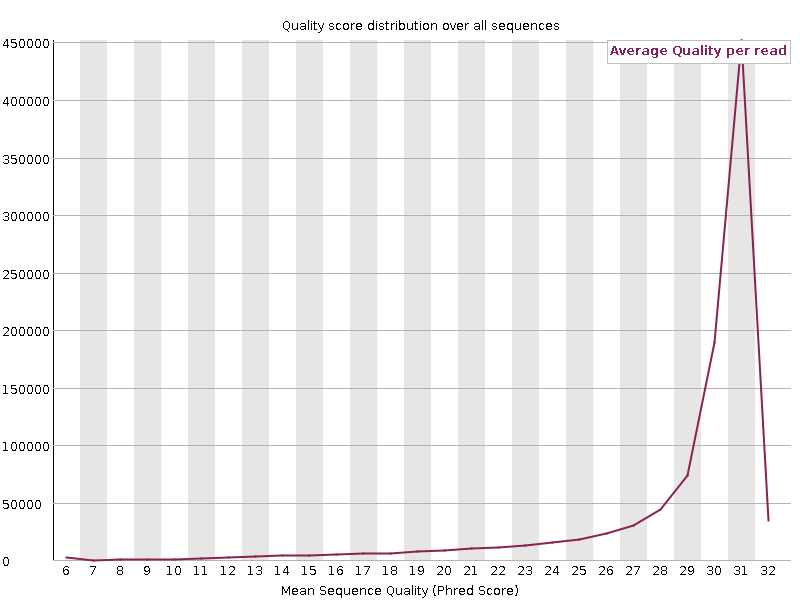 Quality score distribution over all sequences
Average Quality per read
450000
400000
350000
300000
250000
200000
150000
100000
50000
0
6 7 8 9 10 11 12 13 14 15 16 17 18 19 20 21 22 23 24 25 26 27 28 29 30 31 32
Mean Sequence Quality (Phred Score)